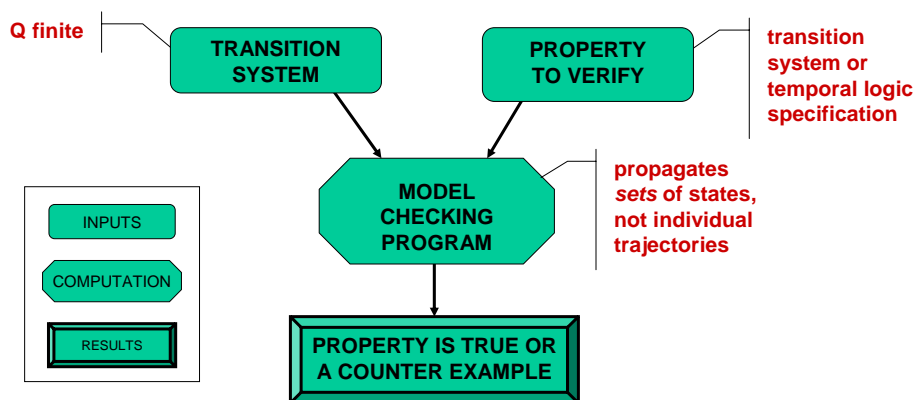 Q finite
TRANSITION
SYSTEM
PROPERTY
TO VERIFY
transition
system or
temporal logic
specification
MODEL
CHECKING
PROGRAM
propagates
sets of states,
not individual
trajectories
INPUTS
COMPUTATION
RESULTS
PROPERTY IS TRUE OR
A COUNTER EXAMPLE